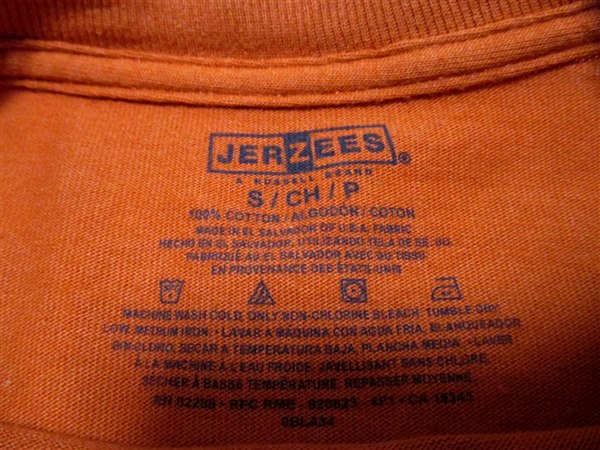 JERZEES®
A RUSSELL BRAND
S / CH / P
100% COTTON / ALGODÓN / COTON
MADE IN EL SALVADOR OF U.S.A. FABRIC
HECHO EN EL SALVADOR, UTILIZANDO TELA DE EE. UU.
FABRIQUÉ AU EL SALVADOR AVEC DU TISSU
EN PROVENANCE DES ÉTATS-UNIS
MACHINE WASH COLD, ONLY NON-CHLORINE BLEACH, TUMBLE DRY
LOW, MEDIUM IRON. • LAVAR A MAQUINA CON AGUA FRIA, BLANQUEADOR
SIN CLORO, SECAR A TEMPERATURA BAJA, PLANCHA MEDIA. • LAVER
À LA MACHINE À L'EAU FROIDE, JAVELLISANT SANS CHLORE,
SÉCHER À BASSE TEMPÉRATURE, REPASSER MOYENNE.
RN 92288 • RFC RME - 920623 - 4F1 • CA 18343